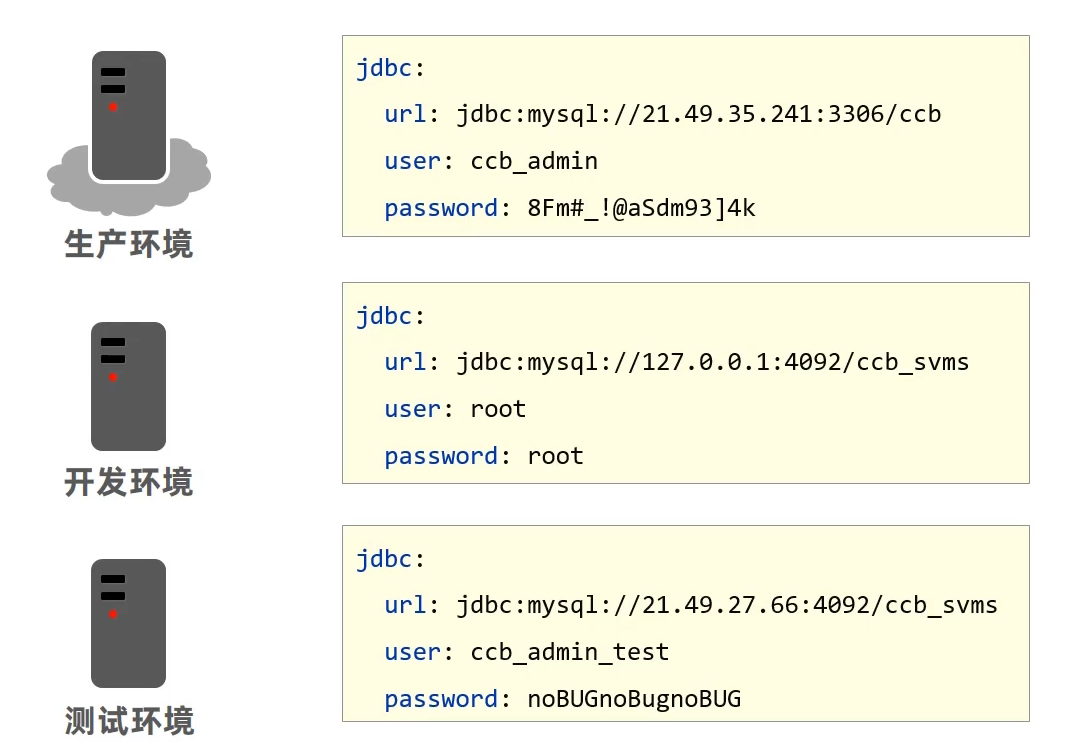 生产环境
jdbc:
url: jdbc:mysql://21.49.35.241:3306/ccb
user: ccb_admin
password: 8Fm#_!@aSdm93]4k
开发环境
jdbc:
url: jdbc:mysql://127.0.0.1:4092/ccb_svms
user: root
password: root
测试环境
jdbc:
url: jdbc:mysql://21.49.27.66:4092/ccb_svms
user: ccb_admin_test
password: noBUGnoBugnoBUG